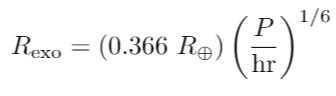 R_exo = (0.366 R_⊕) (P/hr)^1/6